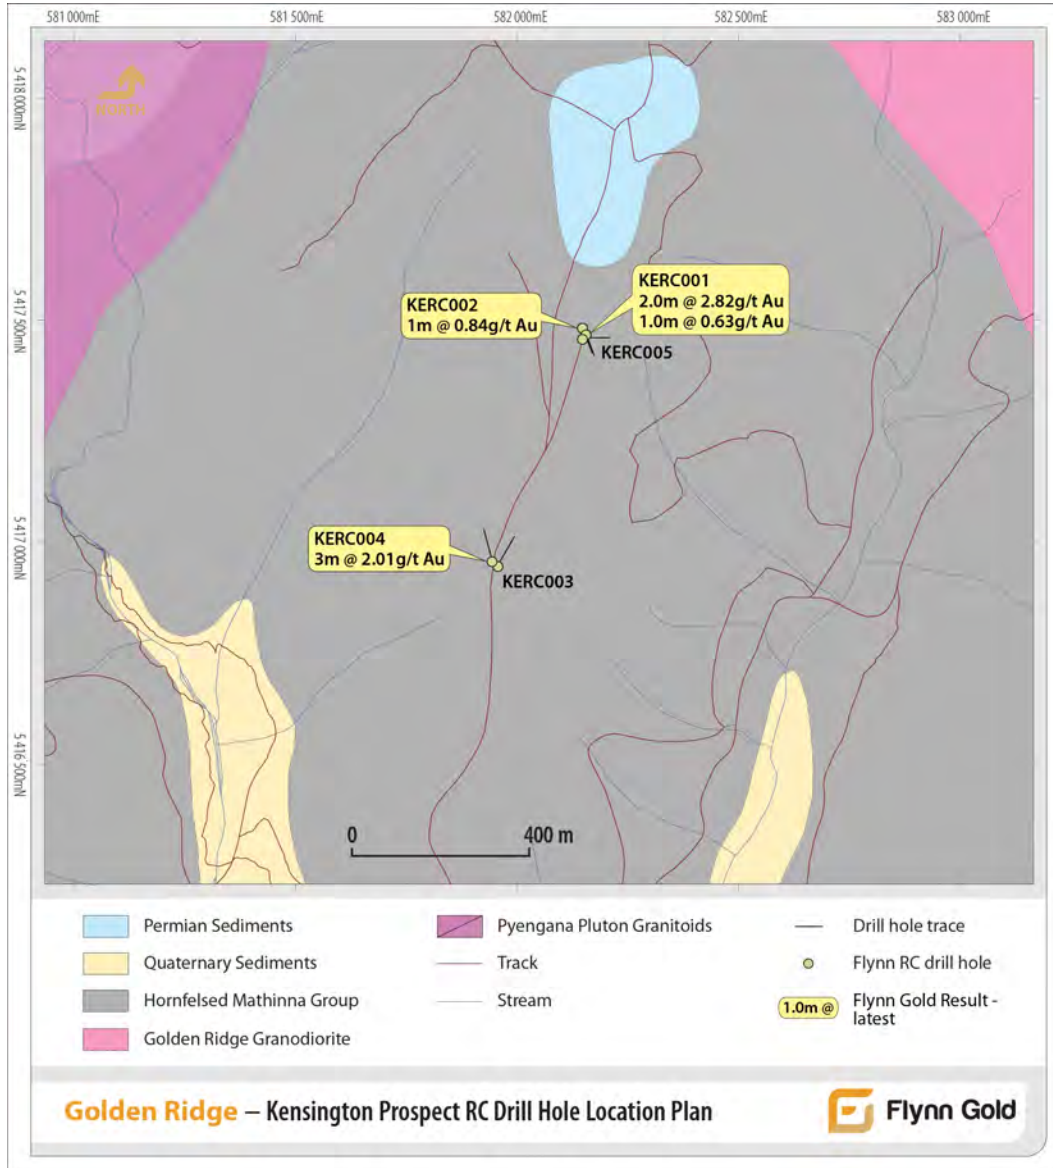 581 000mE
581 500mE
582 000mE
582 500mE
583 000mE
5 418 000mN
5 417 500mN
5 417 000mN
5 416 500mN
NORTH
KERC001
2.0m @ 2.82g/t Au
1.0m @ 0.63g/t Au
KERC002
1m @ 0.84g/t Au
KERC005
KERC004
3m @ 2.01g/t Au
KERC003
0
400 m
Permian Sediments
Quaternary Sediments
Hornfelsed Mathinna Group
Golden Ridge Granodiorite
Pyengana Pluton Granitoids
Track
Stream
Drill hole trace
Flynn RC drill hole
1.0m @
Flynn Gold Result -
latest
Golden Ridge – Kensington Prospect RC Drill Hole Location Plan
Flynn Gold